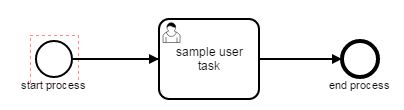 start process
sample user
task
end process